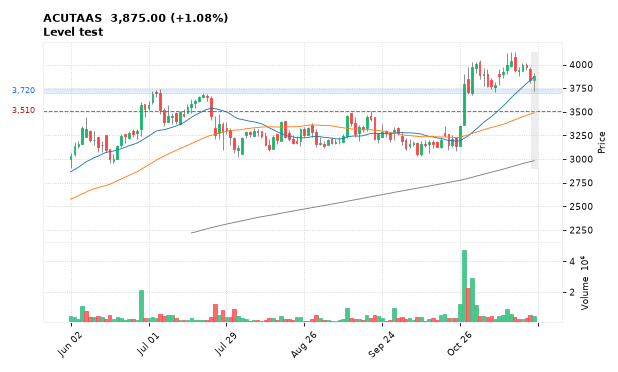 ACUTAAS 3,875.00 (+1.08%)
Level test
4000
3,720
3750
3,510
3500
3250
3000
2750
2500
2250
Price
4
2
Volume 10⁶
Jun 02
Jul 01
Jul 29
Aug 26
Sep 24
Oct 26